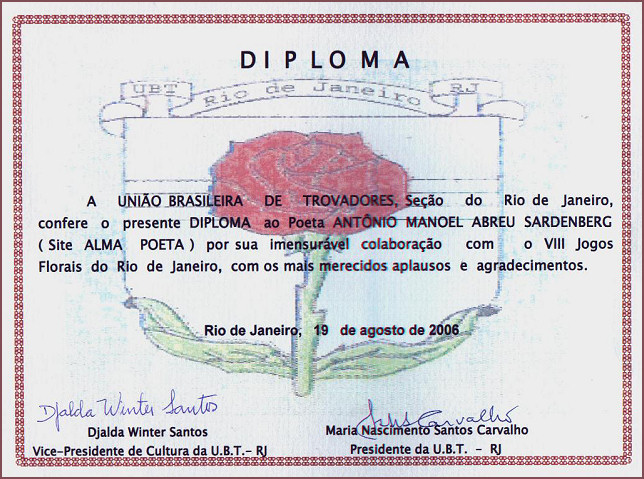 DIPLOMA
UBT Rio de Janeiro RJ
A UNIÃO BRASILEIRA DE TROVADORES, Seção do Rio de Janeiro,
confere o presente DIPLOMA ao Poeta ANTÔNIO MANOEL ABREU SARDENBERG
( Site ALMA POETA ) por sua imensurável colaboração com o VIII Jogos
Florais do Rio de Janeiro, com os mais merecidos aplausos e agradecimentos.
Rio de Janeiro, 19 de agosto de 2006
Djalda Winter Santos
Djalda Winter Santos
Vice-Presidente de Cultura da U.B.T.- RJ
Carvalho
Maria Nascimento Santos Carvalho
Presidente da U.B.T. - RJ